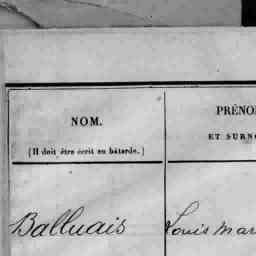 NOM.
(Il doit être écrit en bâtarde.)
PRÉNO
ET SURNO
Balluais
Louis Mar